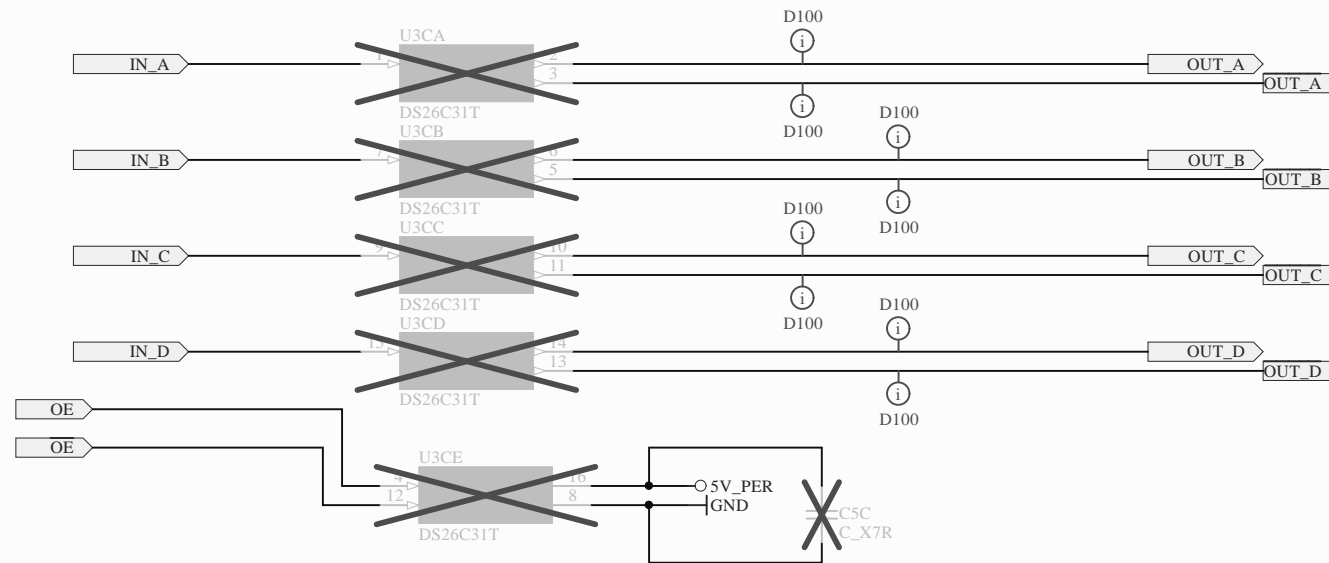 D100
U3CA
IN_A
1
2
OUT_A
3
OUT_A
DS26C31T
D100
D100
U3CB
IN_B
7
6
OUT_B
5
OUT_B
DS26C31T
D100
D100
U3CC
IN_C
9
10
OUT_C
11
OUT_C
DS26C31T
D100
D100
U3CD
IN_D
15
14
OUT_D
13
OUT_D
DS26C31T
D100
OE
OE
U3CE
4
16
5V_PER
12
8
GND
C5C
C_X7R
DS26C31T